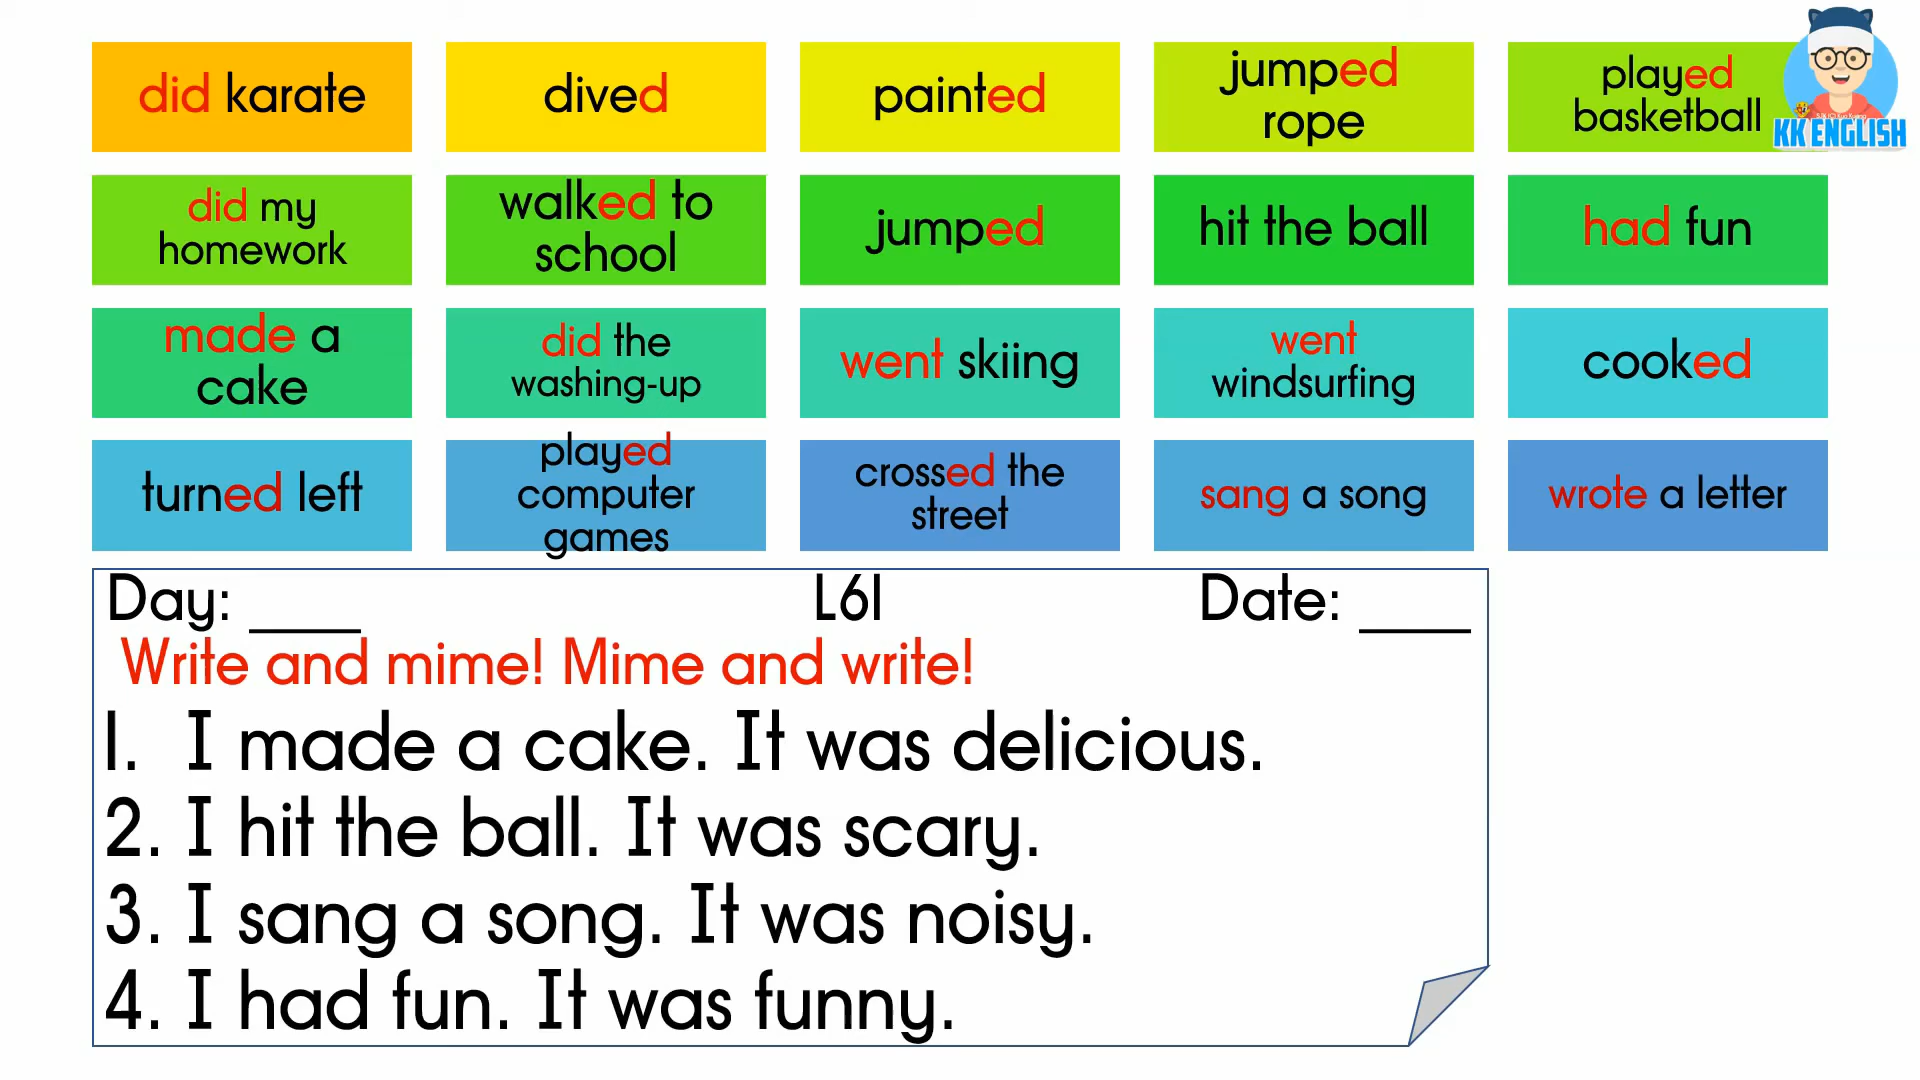 did karate
dived
painted
jumped
rope
played
basketball
KK ENGLISH
did my
homework
walked to
school
jumped
hit the ball
had fun
made a
cake
did the
washing-up
went skiing
went
windsurfing
cooked
turned left
played
computer
games
crossed the
street
sang a song
wrote a letter
Day: ____ L61 Date: ____
Write and mime! Mime and write!
1. I made a cake. It was delicious.
2. I hit the ball. It was scary.
3. I sang a song. It was noisy.
4. I had fun. It was funny.